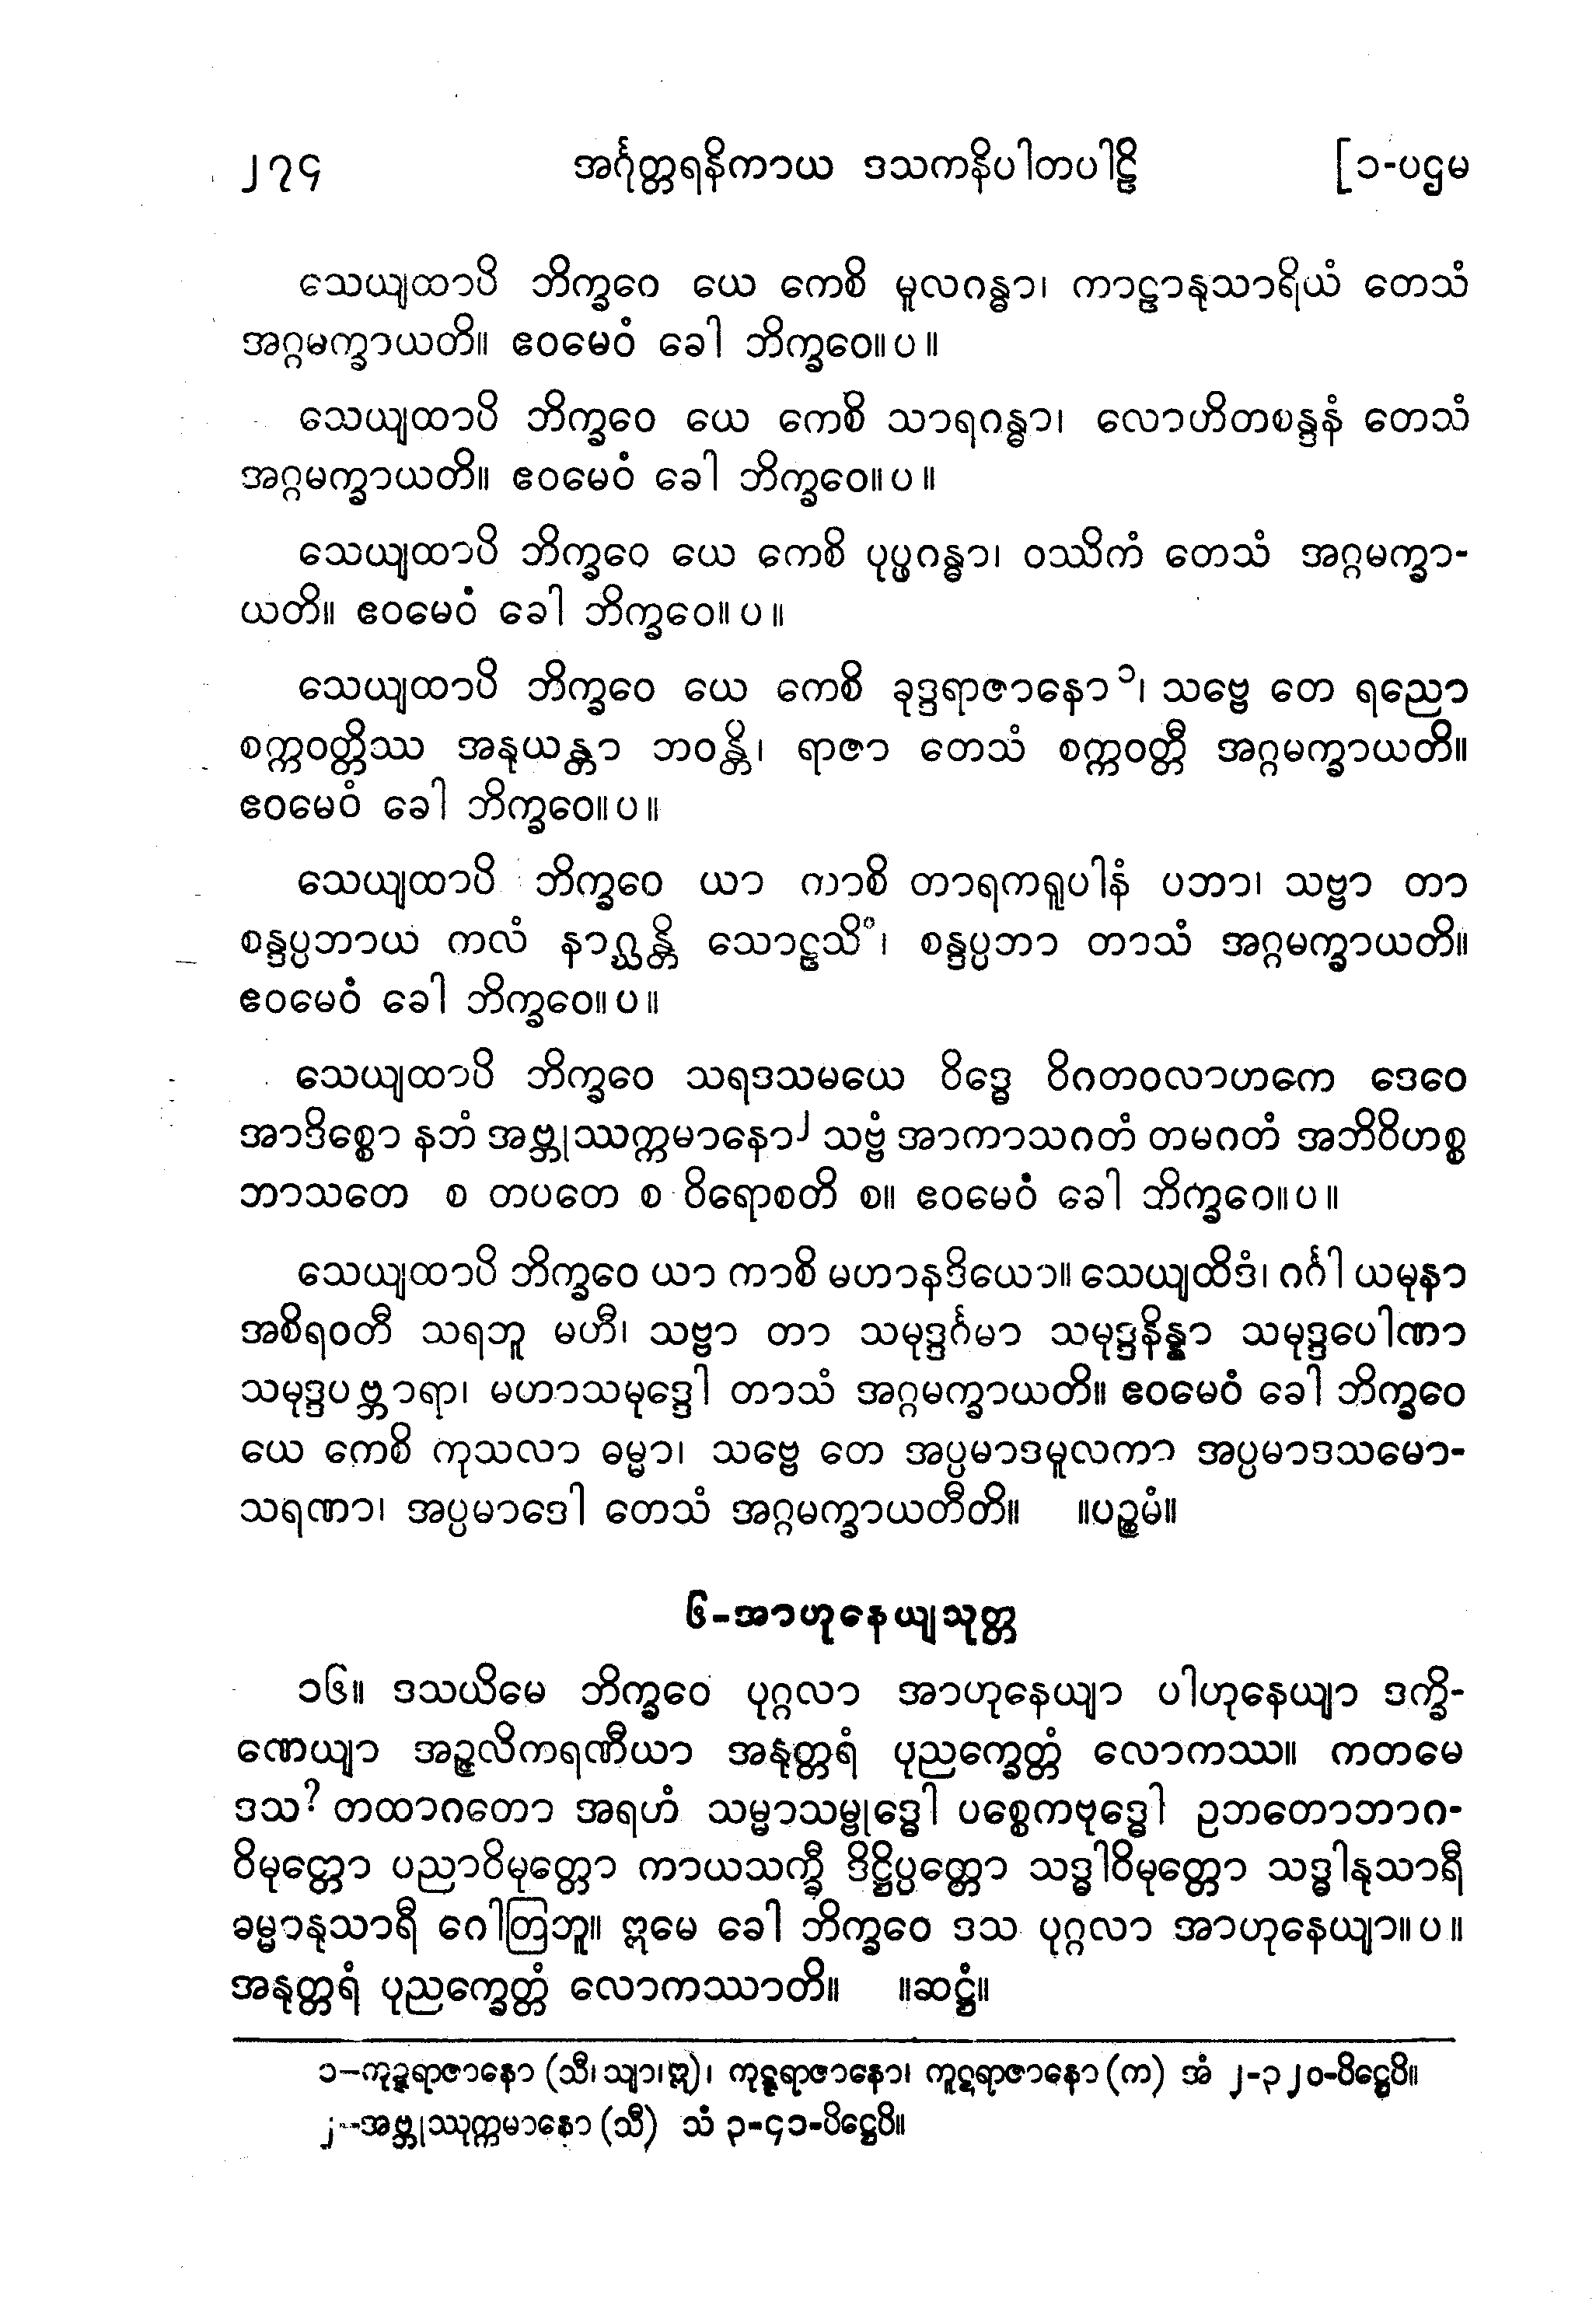 ၂၇၄ အင်္ဂုတ္တရနိကာယ ဒသကနိပါတပါဠိ [၁-ပဌမ
သေယျထာပိ ဘိက္ခဝေ ယေ ကေစိ မူလဂန္ဓာ၊ ကာဠာနုသာရိယံ တေသံ
အဂ္ဂမက္ခာယတိ။ ဧဝမေဝံ ခေါ ဘိက္ခဝေ။ပ။
သေယျထာပိ ဘိက္ခဝေ ယေ ကေစိ သာရဂန္ဓာ၊ လောဟိတစန္ဒနံ တေသံ
အဂ္ဂမက္ခာယတိ။ ဧဝမေဝံ ခေါ ဘိက္ခဝေ။ပ။
သေယျထာပိ ဘိက္ခဝေ ယေ ကေစိ ပုပ္ဖဂန္ဓာ၊ ဝဿိကံ တေသံ အဂ္ဂမက္ခာ-
ယတိ။ ဧဝမေဝံ ခေါ ဘိက္ခဝေ။ပ။
သေယျထာပိ ဘိက္ခဝေ ယေ ကေစိ ခုဒ္ဒရာဇာနော၁၊ သဗ္ဗေ တေ ရညော
စက္ကဝတ္တိဿ အနုယန္တာ ဘဝန္တိ၊ ရာဇာ တေသံ စက္ကဝတ္တီ အဂ္ဂမက္ခာယတိ။
ဧဝမေဝံ ခေါ ဘိက္ခဝေ။ပ။
သေယျထာပိ ဘိက္ခဝေ ယာ ကာစိ တာရကရူပါနံ ပဘာ၊ သဗ္ဗာ တာ
စန္ဒပ္ပဘာယ ကလံ နာဂ္ဃန္တိ သောဠသိံ၊ စန္ဒပ္ပဘာ တာသံ အဂ္ဂမက္ခာယတိ။
ဧဝမေဝံ ခေါ ဘိက္ခဝေ။ပ။
သေယျထာပိ ဘိက္ခဝေ သရဒသမယေ ဝိဒ္ဓေ ဝိဂတဝလာဟကေ ဒေဝေ
အာဒိစ္စော နဘံ အဗ္ဘုဿက္ကမာနော၂ သဗ္ဗံ အာကာသဂတံ တမဂတံ အဘိဝိဟစ္စ
ဘာသတေ စ တပတေ စ ဝိရောစတိ စ။ ဧဝမေဝံ ခေါ ဘိက္ခဝေ။ပ။
သေယျထာပိ ဘိက္ခဝေ ယာ ကာစိ မဟာနဒိယော။ သေယျထိဒံ၊ ဂင်္ဂါ ယမုနာ
အစိရဝတီ သရဘူ မဟီ၊ သဗ္ဗာ တာ သမုဒ္ဒင်္ဂမာ သမုဒ္ဒနိန္နာ သမုဒ္ဒပေါဏာ
သမုဒ္ဒပဗ္ဘာရာ၊ မဟာသမုဒ္ဒေါ တာသံ အဂ္ဂမက္ခာယတိ။ ဧဝမေဝံ ခေါ ဘိက္ခဝေ
ယေ ကေစိ ကုသလာ ဓမ္မာ၊ သဗ္ဗေ တေ အပ္ပမာဒမူလကာ အပ္ပမာဒသမော-
သရဏာ၊ အပ္ပမာဒေါ တေသံ အဂ္ဂမက္ခာယတီတိ။ ။ပဉ္စမံ။
၆-အာဟုနေယျသုတ္တ
၁၆။ ဒသယိမေ ဘိက္ခဝေ ပုဂ္ဂလာ အာဟုနေယျာ ပါဟုနေယျာ ဒက္ခိ-
ဏေယျာ အဉ္ဇလိကရဏီယာ အနုတ္တရံ ပုညက္ခေတ္တံ လောကဿ။ ကတမေ
ဒသ? တထာဂတော အရဟံ သမ္မာသမ္ဗုဒ္ဓေါ ပစ္စေကဗုဒ္ဓေါ ဥဘတောဘာဂ-
ဝိမုတ္တော ပညာဝိမုတ္တော ကာယသက္ခီ ဒိဋ္ဌိပ္ပတ္တော သဒ္ဓါဝိမုတ္တော သဒ္ဓါနုသာရီ
ဓမ္မာနုသာရီ ဂေါတြဘူ။ ဣမေ ခေါ ဘိက္ခဝေ ဒသ ပုဂ္ဂလာ အာဟုနေယျာ။ပ။
အနုတ္တရံ ပုညက္ခေတ္တံ လောကဿာတိ။ ။ဆဋ္ဌံ။
၁–ကုဍ္ဍရာဇာနော (သီ၊သျာ၊ဣ)၊ ကုဋ္ဋရာဇာနော၊ ကူဋရာဇာနော (က) အံ ၂-၃၂၀-ပိဋ္ဌေပိ။
၂–အဗ္ဘုဿုက္ကမာနော (သီ) သံ ၃-၄၁-ပိဋ္ဌေပိ။